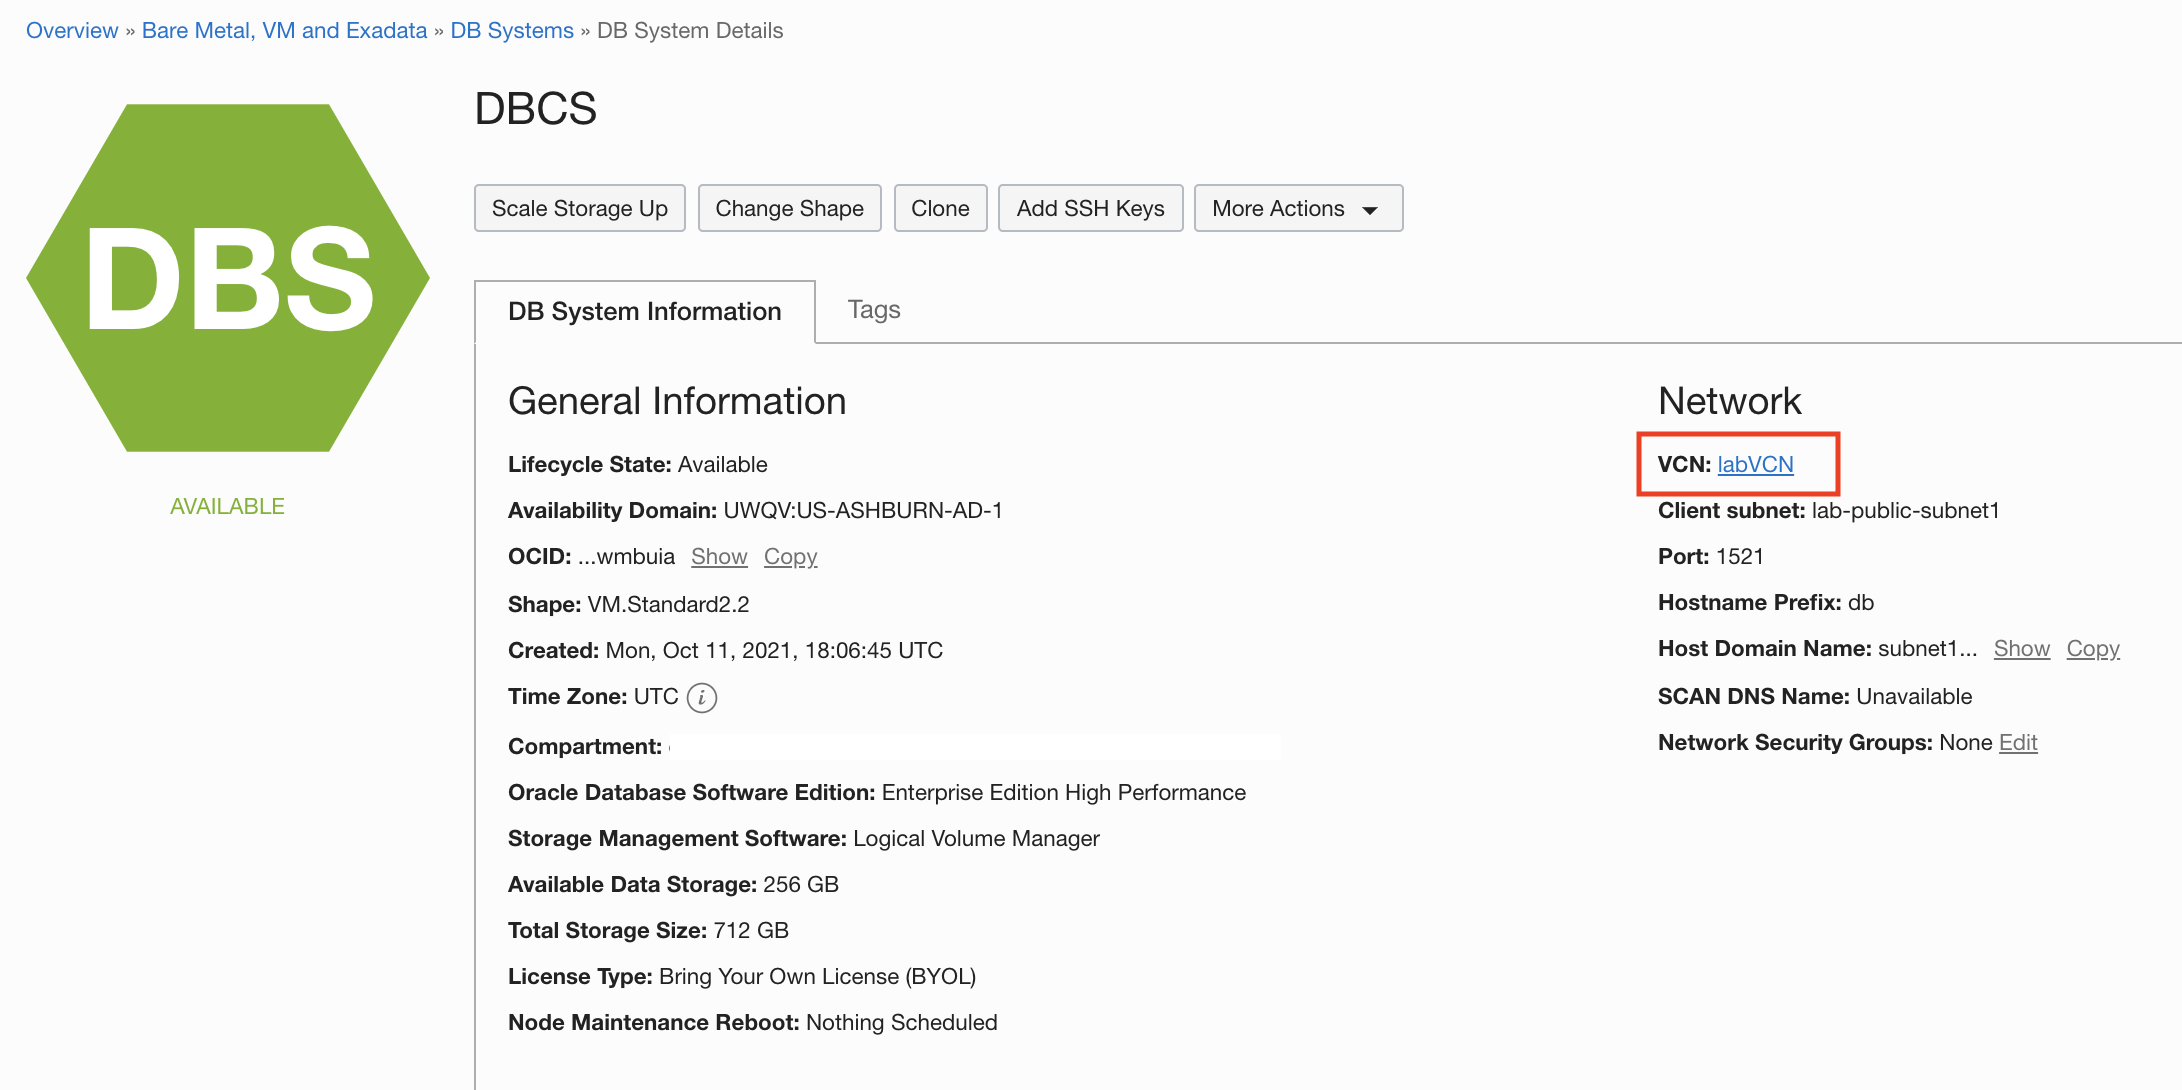 Overview » Bare Metal, VM and Exadata » DB Systems » DB System Details
DBS
AVAILABLE
DBCS
Scale Storage Up
Change Shape
Clone
Add SSH Keys
More Actions
DB System Information
Tags
General Information
Lifecycle State: Available
Availability Domain: UWQV:US-ASHBURN-AD-1
OCID: ...wmbuia Show Copy
Shape: VM.Standard2.2
Created: Mon, Oct 11, 2021, 18:06:45 UTC
Time Zone: UTC i
Compartment:
Oracle Database Software Edition: Enterprise Edition High Performance
Storage Management Software: Logical Volume Manager
Available Data Storage: 256 GB
Total Storage Size: 712 GB
License Type: Bring Your Own License (BYOL)
Node Maintenance Reboot: Nothing Scheduled
Network
VCN: labVCN
Client subnet: lab-public-subnet1
Port: 1521
Hostname Prefix: db
Host Domain Name: subnet1... Show Copy
SCAN DNS Name: Unavailable
Network Security Groups: None Edit